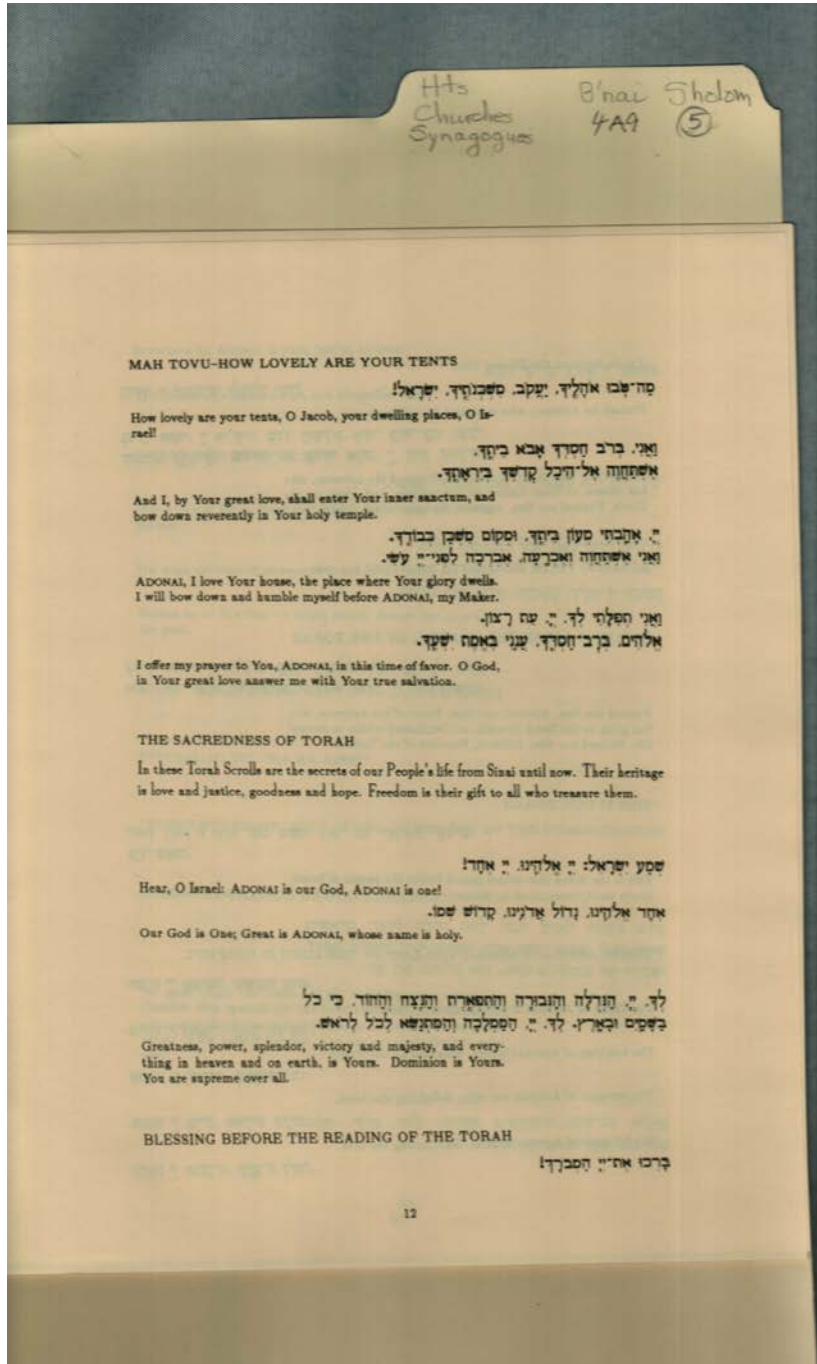 Hts B'nai Sholom
Churches 4A9 5
Synagogues
MAH TOVU–HOW LOVELY ARE YOUR TENTS
מַה־טֹּבוּ אֹהָלֶיךָ, יַעֲקֹב, מִשְׁכְּנֹתֶיךָ, יִשְׂרָאֵל!
How lovely are your tents, O Jacob, your dwelling places, O Is-
rael!
וַאֲנִי, בְּרֹב חַסְדְּךָ אָבֹא בֵיתֶךָ,
אֶשְׁתַּחֲוֶה אֶל־הֵיכַל קָדְשְׁךָ בְּיִרְאָתֶךָ.
And I, by Your great love, shall enter Your inner sanctum, and
bow down reverently in Your holy temple.
יְיָ, אָהַבְתִּי מְעוֹן בֵּיתֶךָ, וּמְקוֹם מִשְׁכַּן כְּבוֹדֶךָ.
וַאֲנִי אֶשְׁתַּחֲוֶה וְאֶכְרָעָה, אֶבְרְכָה לִפְנֵי־יְיָ עֹשִׂי.
ADONAI, I love Your house, the place where Your glory dwells.
I will bow down and humble myself before ADONAI, my Maker.
וַאֲנִי תְפִלָּתִי לְךָ, יְיָ, עֵת רָצוֹן.
אֱלֹהִים, בְּרָב־חַסְדֶּךָ, עֲנֵנִי בֶּאֱמֶת יִשְׁעֶךָ.
I offer my prayer to You, ADONAI, in this time of favor. O God,
in Your great love answer me with Your true salvation.
THE SACREDNESS OF TORAH
In these Torah Scrolls are the secrets of our People's life from Sinai until now. Their heritage
is love and justice, goodness and hope. Freedom is their gift to all who treasure them.
שְׁמַע יִשְׂרָאֵל: יְיָ אֱלֹהֵינוּ, יְיָ אֶחָד!
Hear, O Israel: ADONAI is our God, ADONAI is one!
אֶחָד אֱלֹהֵינוּ, גָּדוֹל אֲדֹנֵינוּ, קָדוֹשׁ שְׁמוֹ.
Our God is One; Great is ADONAI, whose name is holy.
לְךָ, יְיָ, הַגְּדֻלָּה וְהַגְּבוּרָה וְהַתִּפְאֶרֶת וְהַנֵּצַח וְהַהוֹד, כִּי כֹל
בַּשָּׁמַיִם וּבָאָרֶץ, לְךָ, יְיָ, הַמַּמְלָכָה וְהַמִּתְנַשֵּׂא לְכֹל לְרֹאשׁ.
Greatness, power, splendor, victory and majesty, and every-
thing in heaven and on earth, is Yours. Dominion is Yours.
You are supreme over all.
BLESSING BEFORE THE READING OF THE TORAH
בָּרְכוּ אֶת־יְיָ הַמְבֹרָךְ!
12